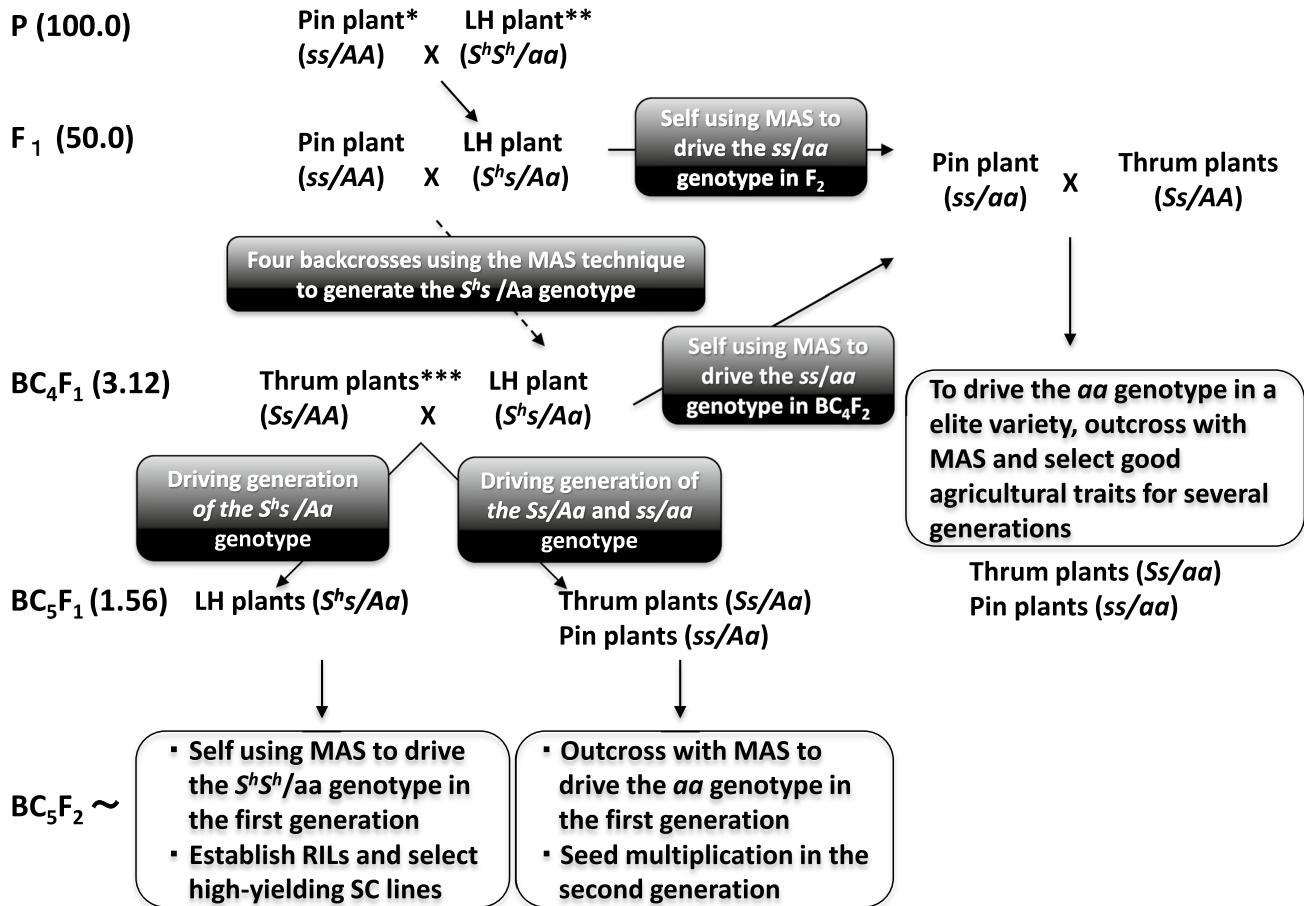 P (100.0)
Pin plant* LH plant**
(ss/AA) X (SʰSʰ/aa)
F₁ (50.0)
Pin plant LH plant
(ss/AA) X (Sʰs/Aa)
Self using MAS to
drive the ss/aa
genotype in F₂
Pin plant X Thrum plants
(ss/aa) (Ss/AA)
Four backcrosses using the MAS technique
to generate the Sʰs /Aa genotype
Self using MAS to
drive the ss/aa
genotype in BC₄F₂
BC₄F₁ (3.12)
Thrum plants*** LH plant
(Ss/AA) X (Sʰs/Aa)
To drive the aa genotype in a
elite variety, outcross with
MAS and select good
agricultural traits for several
generations
Thrum plants (Ss/aa)
Pin plants (ss/aa)
Driving generation
of the Sʰs /Aa
genotype
Driving generation of
the Ss/Aa and ss/aa
genotype
BC₅F₁ (1.56)
LH plants (Sʰs/Aa)
Thrum plants (Ss/Aa)
Pin plants (ss/Aa)
BC₅F₂ ～
・Self using MAS to drive
the SʰSʰ/aa genotype in
the first generation
・Establish RILs and select
high-yielding SC lines
・Outcross with MAS to
drive the aa genotype in
the first generation
・Seed multiplication in the
second generation